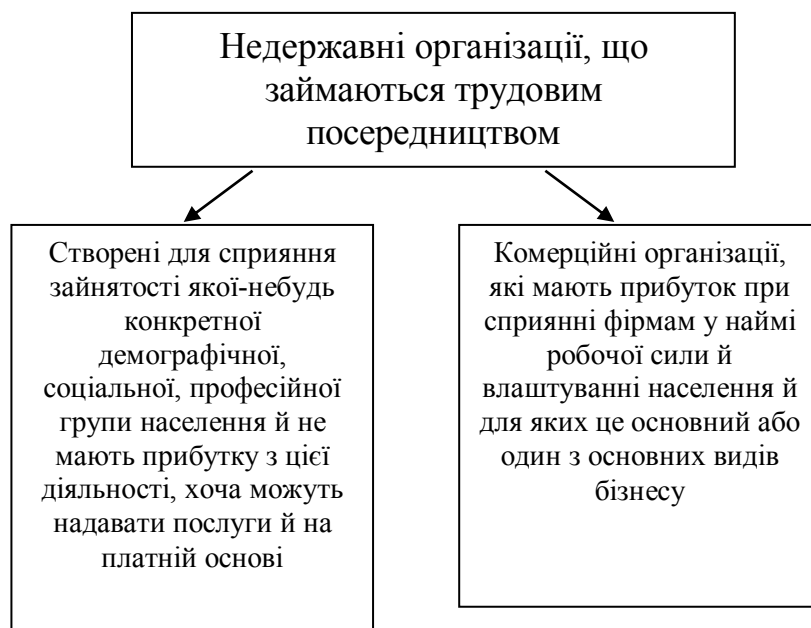 Недержавні організації, що
займаються трудовим
посередництвом
Створені для сприяння
зайнятості якої-небудь
конкретної
демографічної,
соціальної, професійної
групи населення й не
мають прибутку з цієї
діяльності, хоча можуть
надавати послуги й на
платній основі
Комерційні організації,
які мають прибуток при
сприянні фірмам у наймі
робочої сили й
влаштуванні населення й
для яких це основний або
один з основних видів
бізнесу